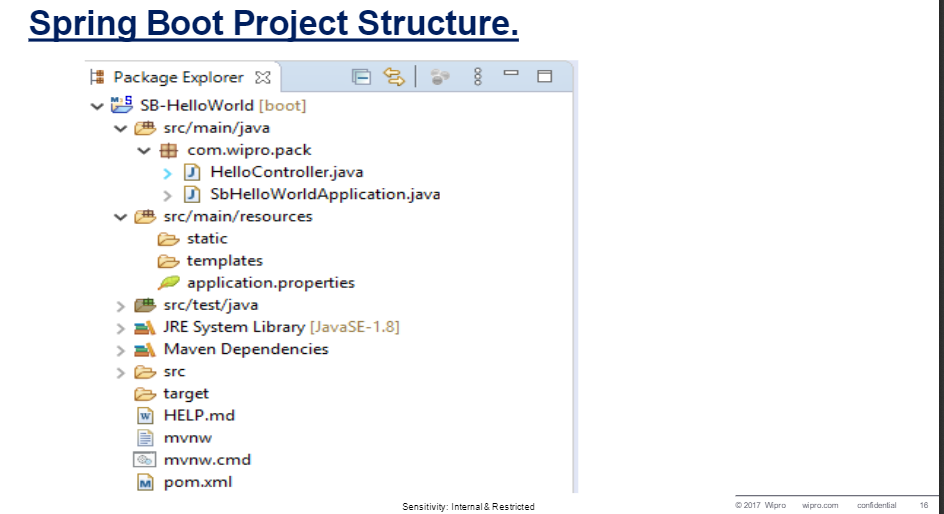 Spring Boot Project Structure.
Package Explorer
SB-HelloWorld [boot]
src/main/java
com.wipro.pack
HelloController.java
SbHelloWorldApplication.java
src/main/resources
static
templates
application.properties
src/test/java
JRE System Library [JavaSE-1.8]
Maven Dependencies
src
target
HELP.md
mvnw
mvnw.cmd
pom.xml
Sensitivity: Internal & Restricted
© 2017 Wipro wipro.com confidential 16